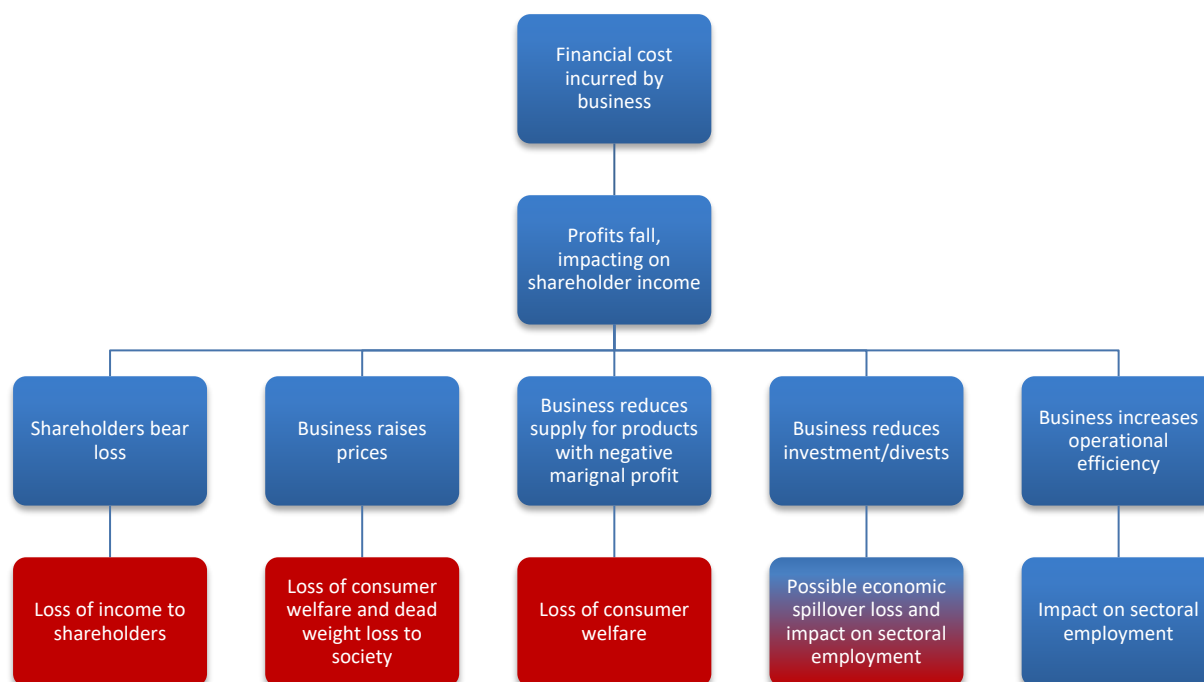 Financial cost
incurred by
business
Profits fall,
impacting on
shareholder income
Shareholders bear
loss
Business raises
prices
Business reduces
supply for products
with negative
marignal profit
Business reduces
investment/divests
Business increases
operational
efficiency
Loss of income to
shareholders
Loss of consumer
welfare and dead
weight loss to
society
Loss of consumer
welfare
Possible economic
spillover loss and
impact on sectoral
employment
Impact on sectoral
employment